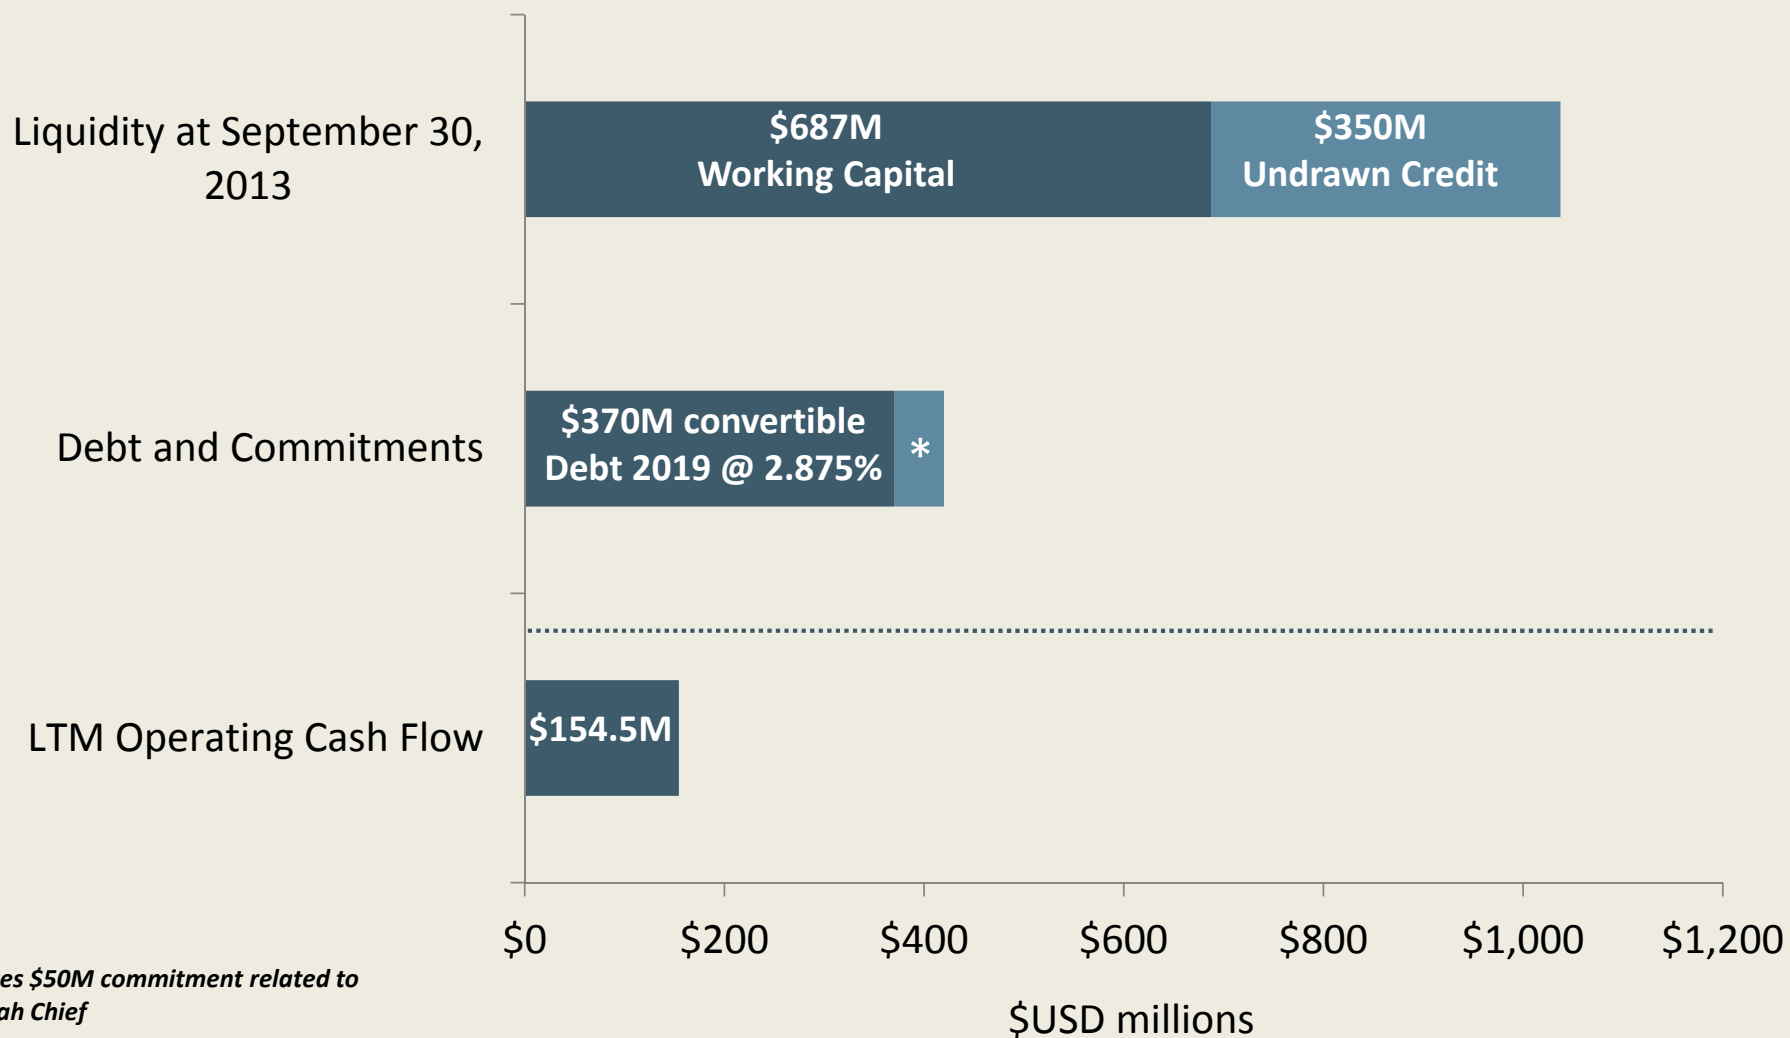 Liquidity at September 30,
2013
$687M
Working Capital
$350M
Undrawn Credit
Debt and Commitments
$370M convertible
Debt 2019 @ 2.875%
*
LTM Operating Cash Flow
$154.5M
$0
$200
$400
$600
$800
$1,000
$1,200
$USD millions
$50M commitment related to
Chief